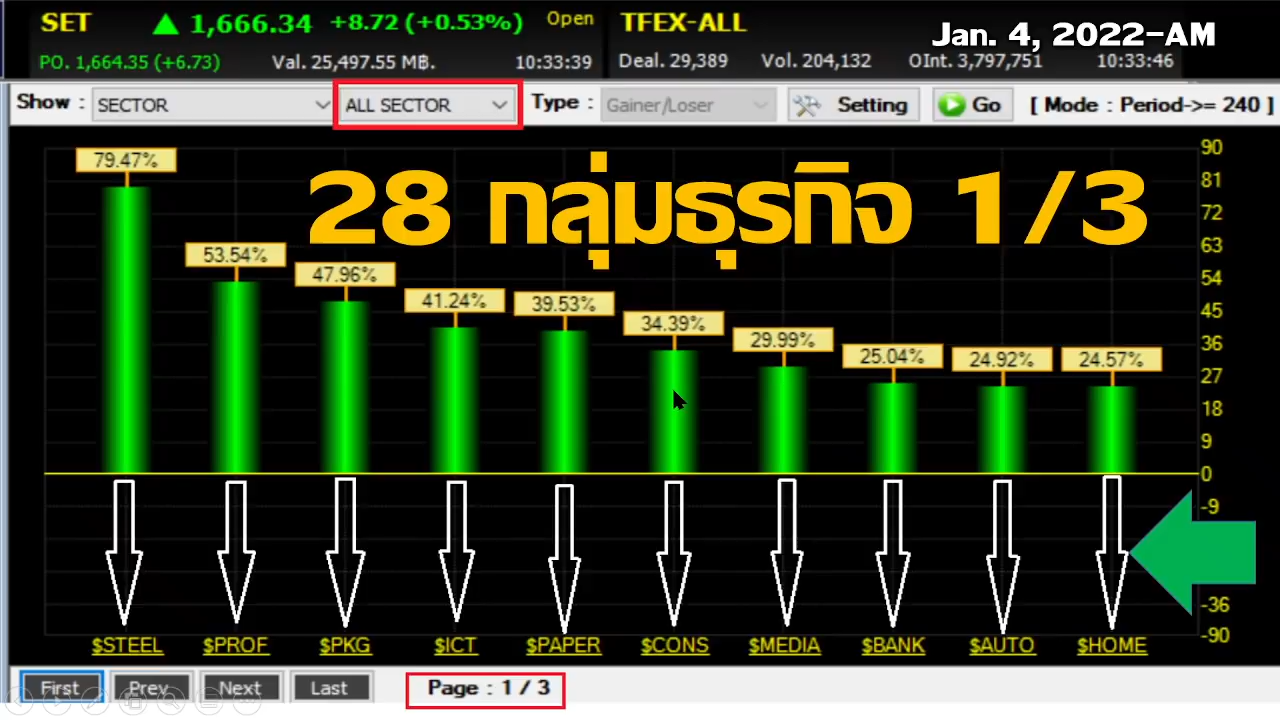 SET ▲ 1,666.34 +8.72 (+0.53%) Open TFEX-ALL Jan. 4, 2022-AM
PO. 1,664.35 (+6.73) Val. 25,497.55 M฿. 10:33:39 Deal. 29,389 Vol. 204,132 OInt. 3,797,751 10:33:46
Show : SECTOR ALL SECTOR Type : Gainer/Loser Setting Go [ Mode : Period->= 240 ]
28 กลุ่มธุรกิจ 1/3
79.47% 53.54% 47.96% 41.24% 39.53% 34.39% 29.99% 25.04% 24.92% 24.57%
90
81
72
63
54
45
36
27
18
9
0
-9
-36
-90
$STEEL $PROF $PKG $ICT $PAPER $CONS $MEDIA $BANK $AUTO $HOME
First Prev Next Last Page : 1 / 3